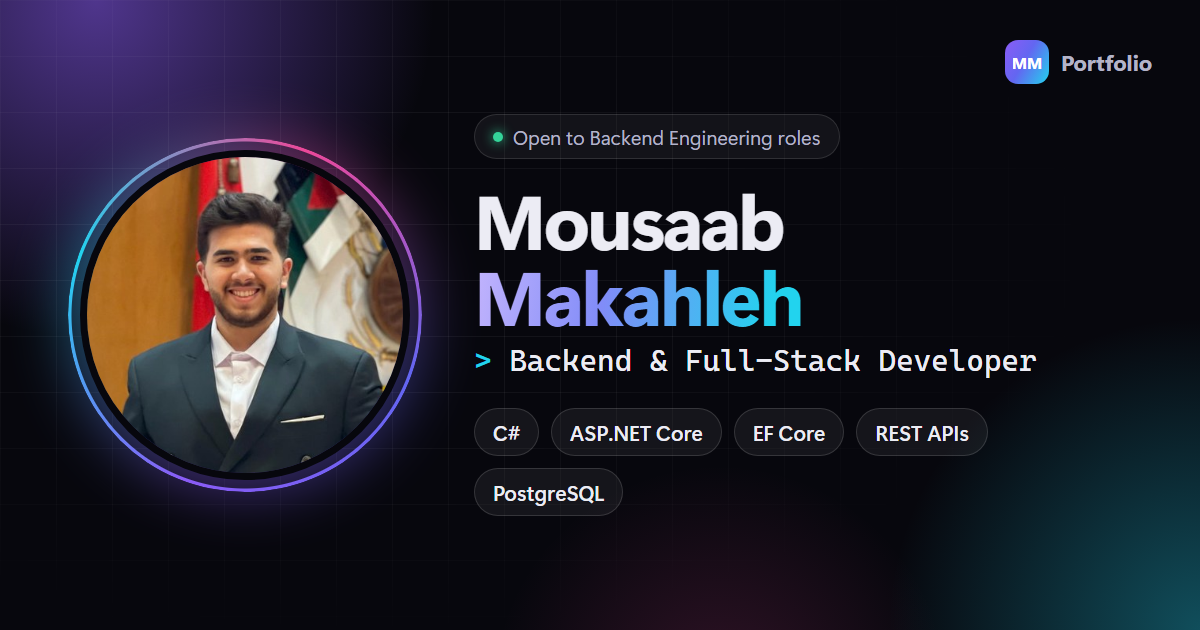 MM Portfolio
Open to Backend Engineering roles
Mousaab
Makahleh
> Backend & Full-Stack Developer
C# ASP.NET Core EF Core REST APIs
PostgreSQL